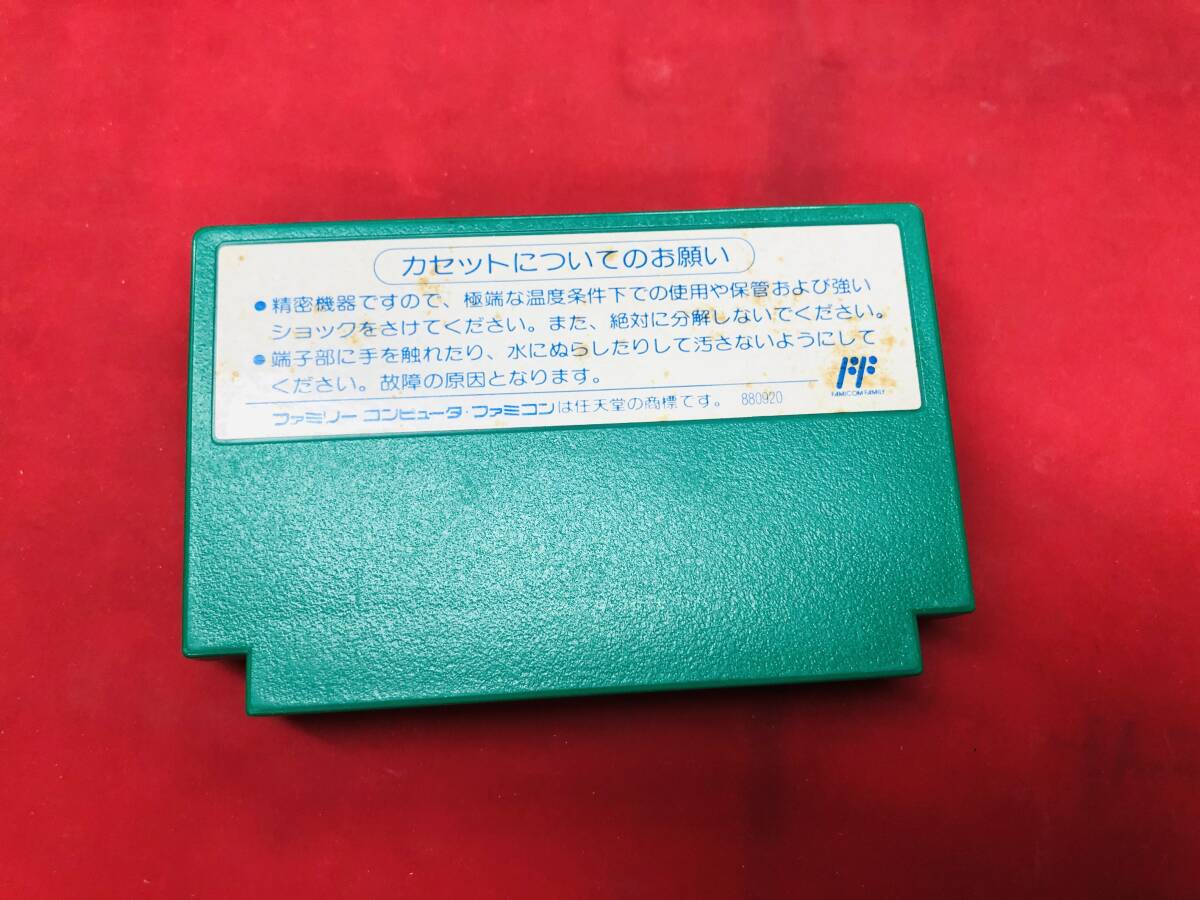 カセットについてのお願い
●精密機器ですので、極端な温度条件下での使用や保管および強い
ショックをさけてください。また、絶対に分解しないでください。
●端子部に手を触れたり、水にぬらしたりして汚さないようにして
ください。故障の原因となります。
FAMICOM FAMILY
ファミリー コンピュータ・ファミコンは任天堂の商標です。 880920